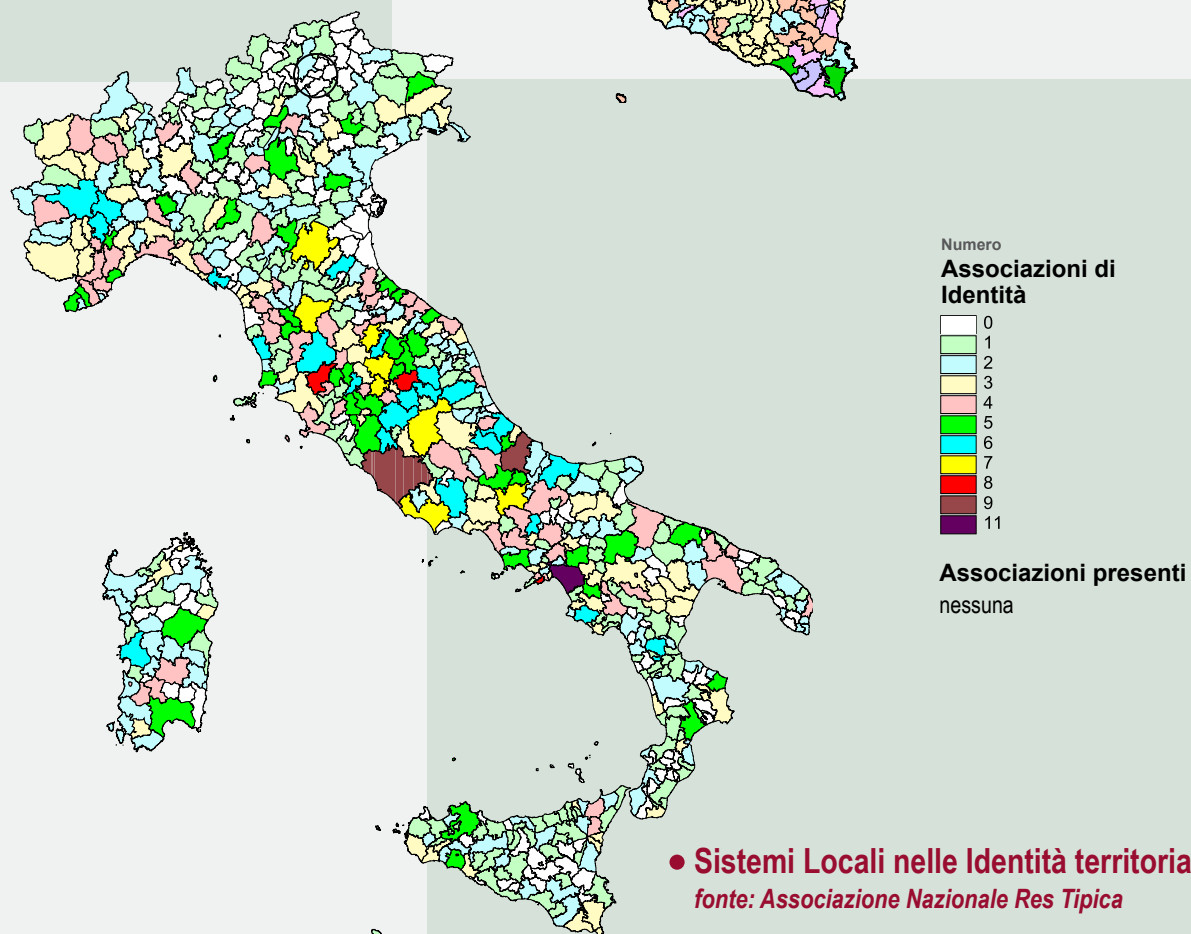 Numero
Associazioni di
Identità
0
1
2
3
4
5
6
7
8
9
11
Associazioni presenti
nessuna
• Sistemi Locali nelle Identità territoria
fonte: Associazione Nazionale Res Tipica